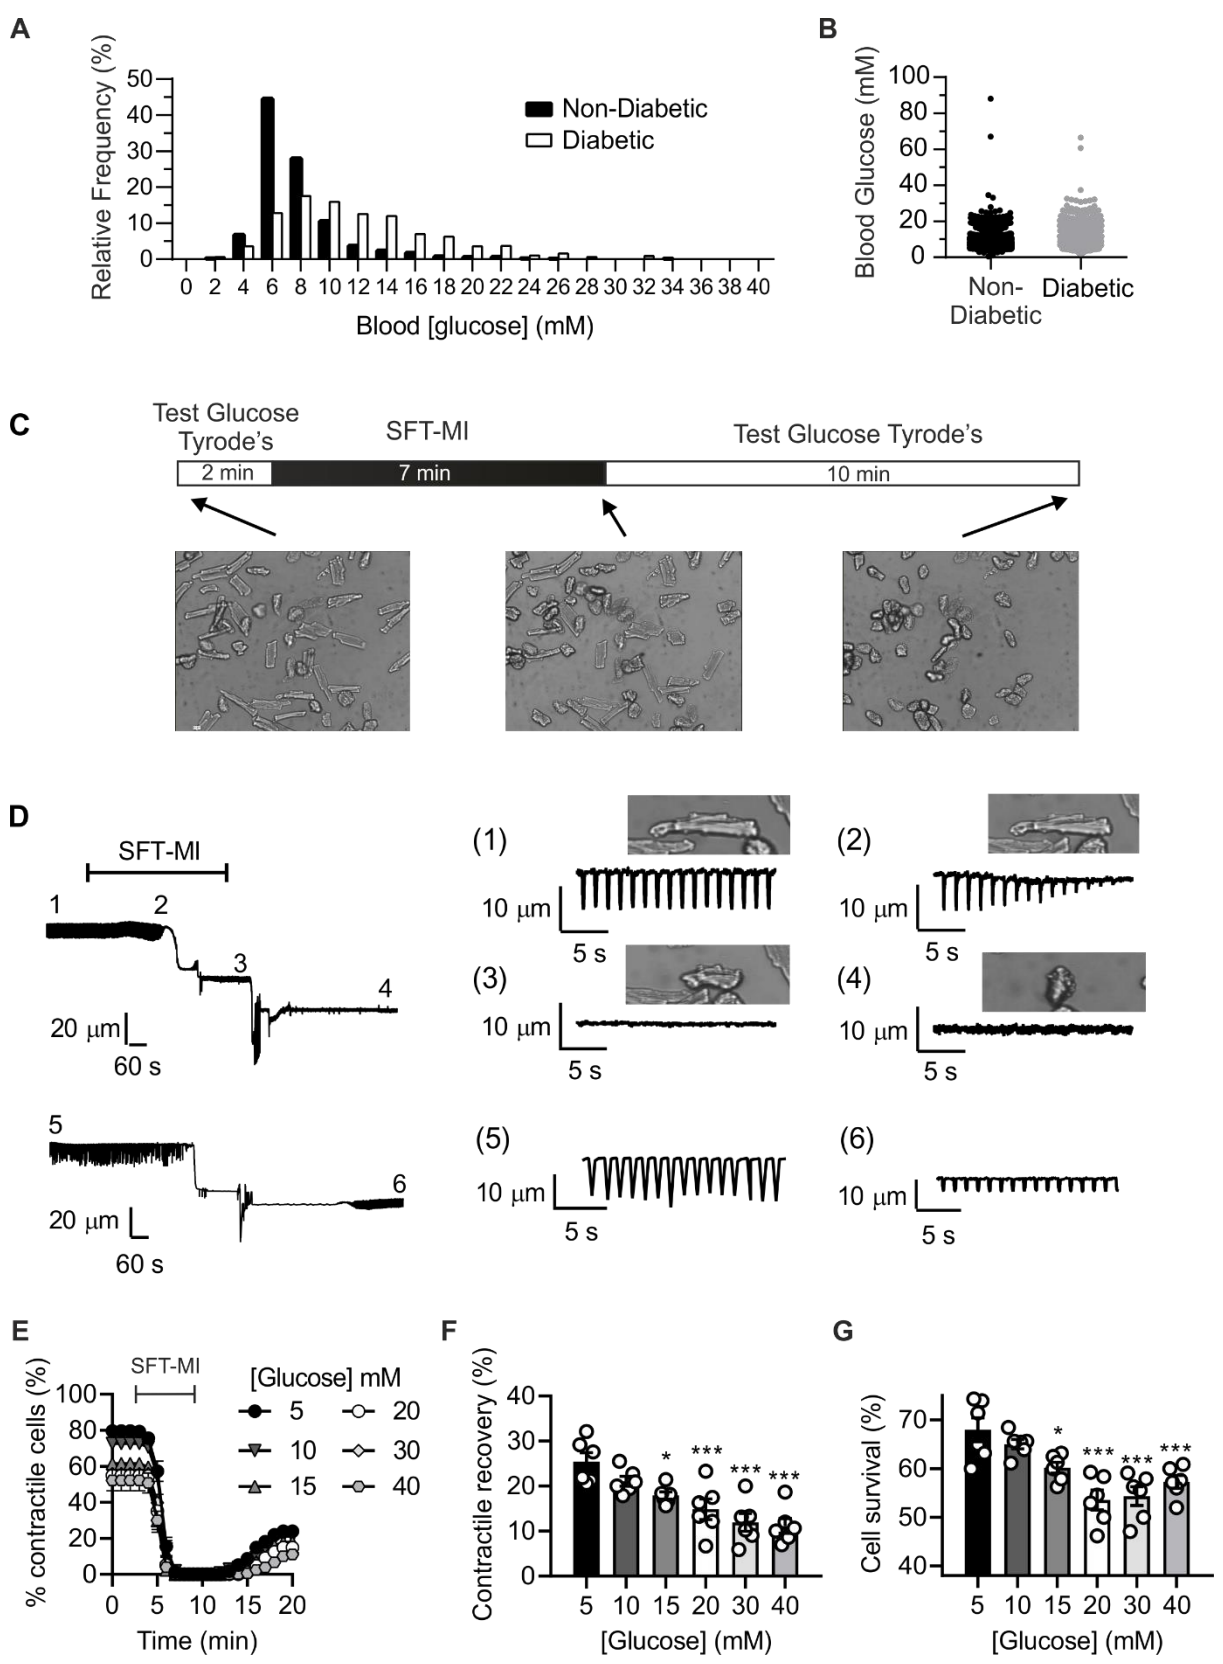 A
Relative Frequency (%)
50
40
30
20
10
0
Non-Diabetic
Diabetic
0 2 4 6 8 10 12 14 16 18 20 22 24 26 28 30 32 34 36 38 40
Blood [glucose] (mM)
B
Blood Glucose (mM)
100
80
60
40
20
0
Non-
Diabetic
Diabetic
C
Test Glucose
Tyrode's
SFT-MI
Test Glucose Tyrode's
2 min
7 min
10 min
D
SFT-MI
1
2
3
4
20 μm
60 s
(1)
10 μm
5 s
(2)
10 μm
5 s
(3)
10 μm
5 s
(4)
10 μm
5 s
5
6
20 μm
60 s
(5)
10 μm
5 s
(6)
10 μm
5 s
E
% contractile cells (%)
SFT-MI
100
80
60
40
20
0
0 5 10 15 20
Time (min)
[Glucose] mM
5 20
10 30
15 40
F
Contractile recovery (%)
40
30
20
10
0
* *** *** ***
5 10 15 20 30 40
[Glucose] (mM)
G
Cell survival (%)
70
60
50
40
* *** *** ***
5 10 15 20 30 40
[Glucose] (mM)